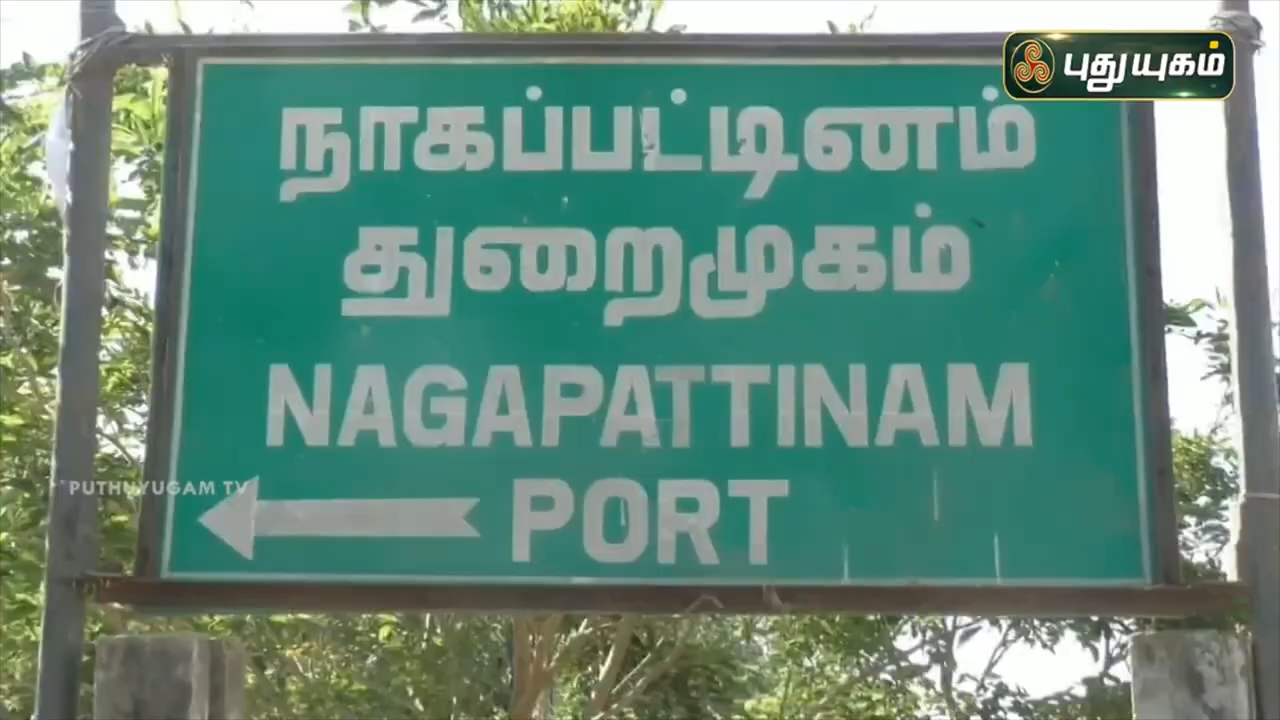 புதுயுகம்
நாகப்பட்டினம்
துறைமுகம்
NAGAPATTINAM
PORT
PUTHUYUGAM TV